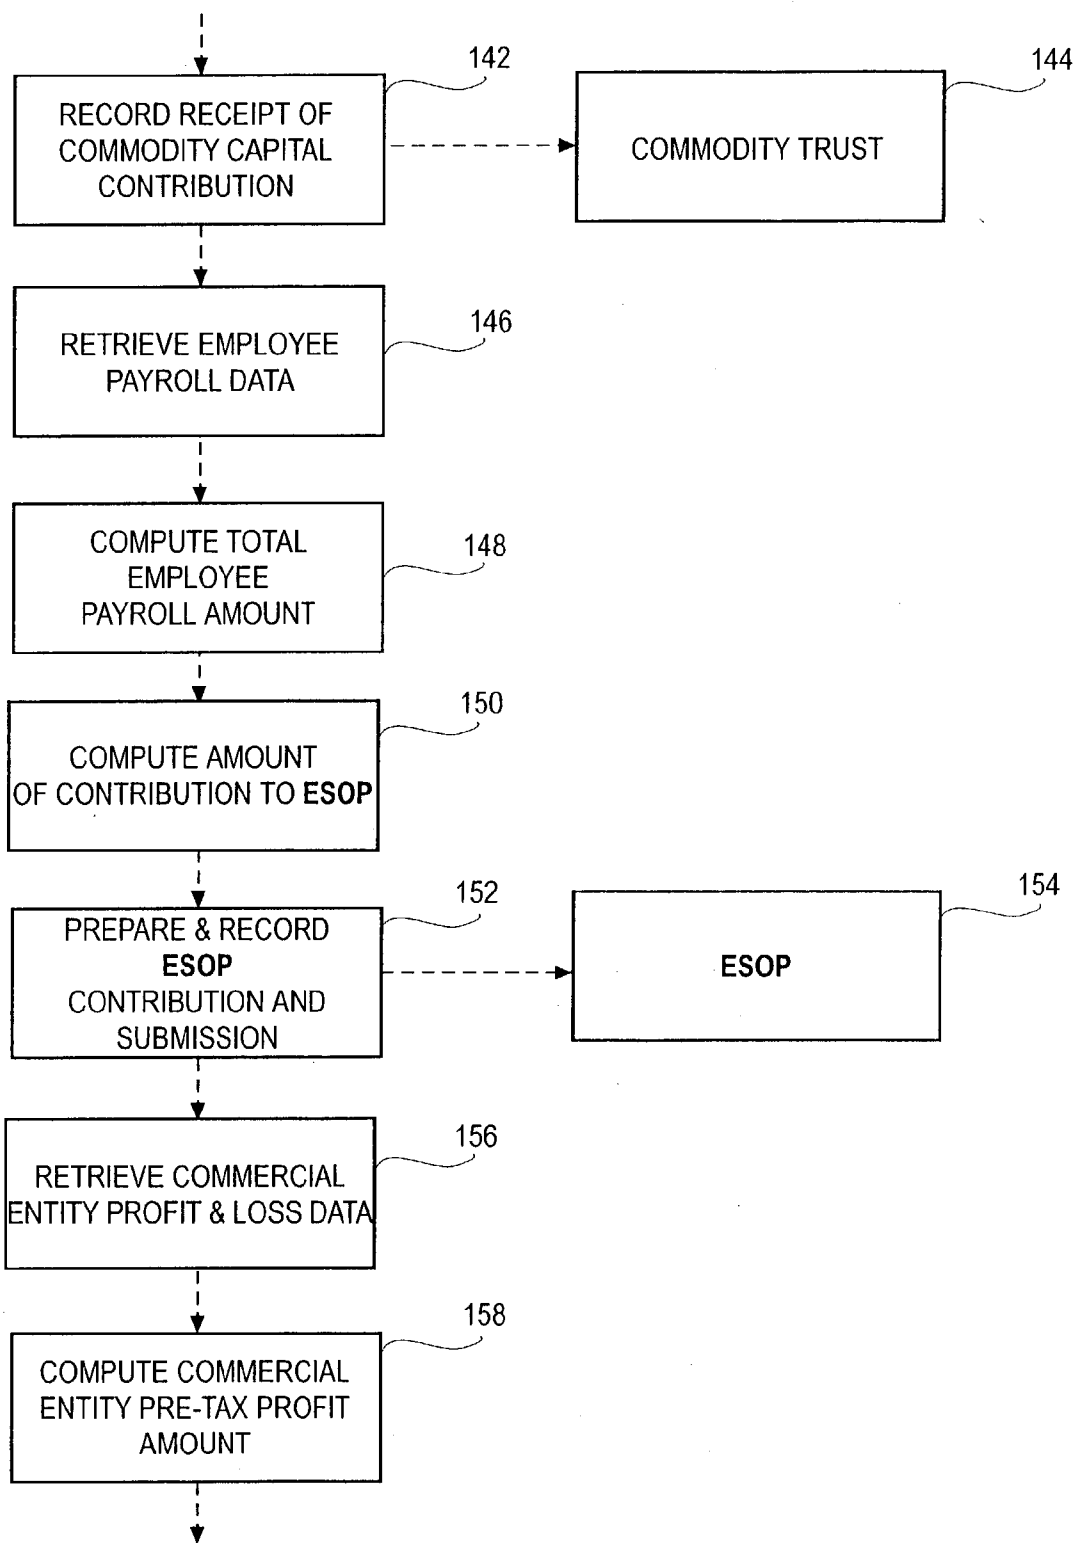 142
144
RECORD RECEIPT OF
COMMODITY CAPITAL
CONTRIBUTION
COMMODITY TRUST
146
RETRIEVE EMPLOYEE
PAYROLL DATA
148
COMPUTE TOTAL
EMPLOYEE
PAYROLL AMOUNT
150
COMPUTE AMOUNT
OF CONTRIBUTION TO ESOP
152
154
PREPARE & RECORD
ESOP
CONTRIBUTION AND
SUBMISSION
ESOP
156
RETRIEVE COMMERCIAL
ENTITY PROFIT & LOSS DATA
158
COMPUTE COMMERCIAL
ENTITY PRE-TAX PROFIT
AMOUNT